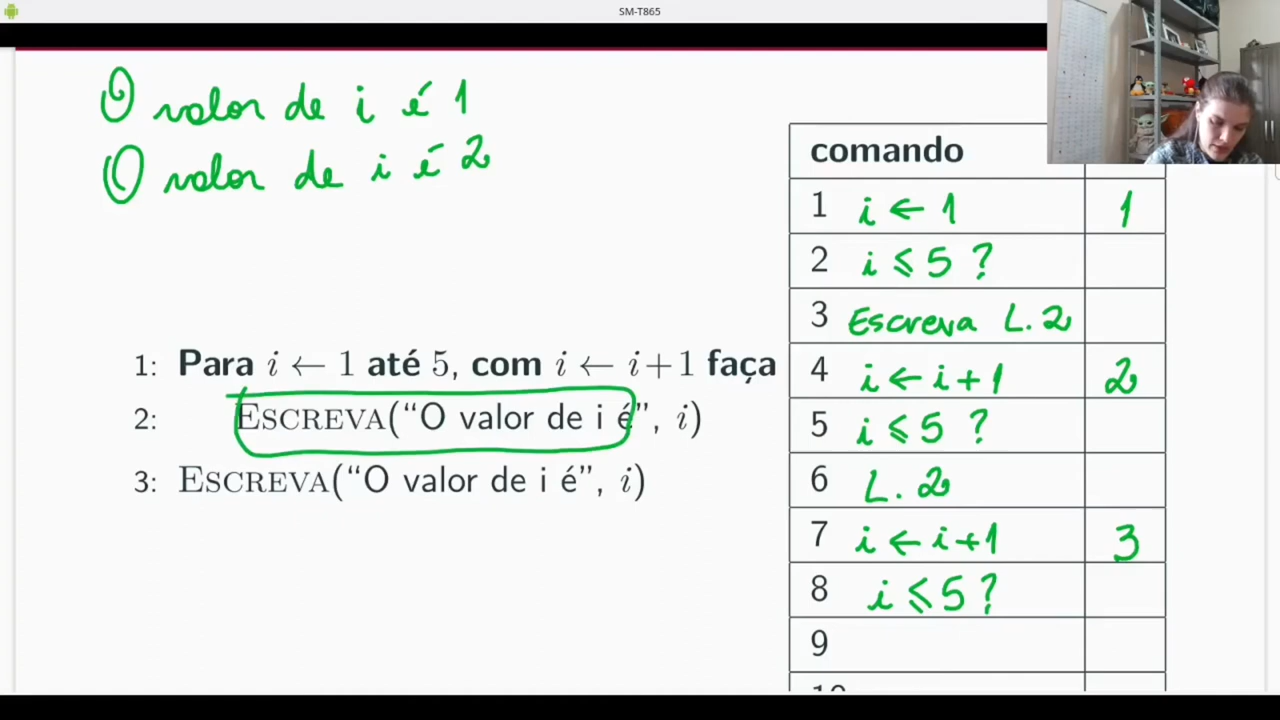 SM-T865
O valor de i é 1
O valor de i é 2
1: Para i ← 1 até 5, com i ← i+1 faça
2: ESCREVA(“O valor de i é”, i)
3: ESCREVA(“O valor de i é”, i)
comando
1 i ← 1 1
2 i ≤ 5 ?
3 Escreva L. 2
4 i ← i+1 2
5 i ≤ 5 ?
6 L. 2
7 i ← i+1 3
8 i ≤ 5 ?
9
10